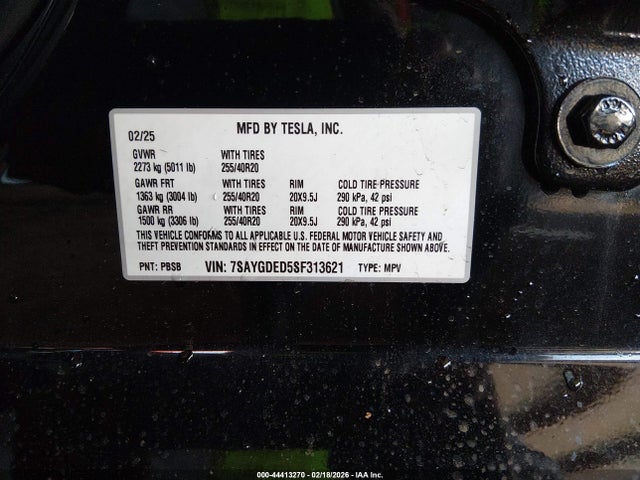 02/25 MFD BY TESLA, INC.
GVWR WITH TIRES
2273 kg (5011 lb) 255/40R20
GAWR FRT WITH TIRES RIM COLD TIRE PRESSURE
1363 kg (3004 lb) 255/40R20 20X9.5J 290 kPa, 42 psi
GAWR RR WITH TIRES RIM COLD TIRE PRESSURE
1500 kg (3306 lb) 255/40R20 20X9.5J 290 kPa, 42 psi
THIS VEHICLE CONFORMS TO ALL APPLICABLE U.S. FEDERAL MOTOR VEHICLE SAFETY AND
THEFT PREVENTION STANDARDS IN EFFECT ON THE DATE OF MANUFACTURE SHOWN ABOVE.
PNT: PBSB VIN: 7SAYGDED5SF313621 TYPE: MPV
000-44413270 - 02/18/2026 - IAA Inc.